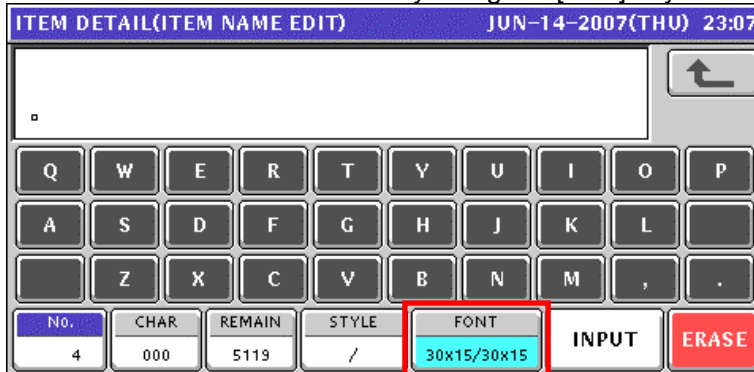 ITEM DETAIL(ITEM NAME EDIT) JUN-14-2007(THU) 23:07
Q W E R T Y U I O P
A S D F G H J K L
Z X C V B N M , .
No. CHAR REMAIN STYLE FONT INPUT ERASE
4 000 5119 / 30x15/30x15